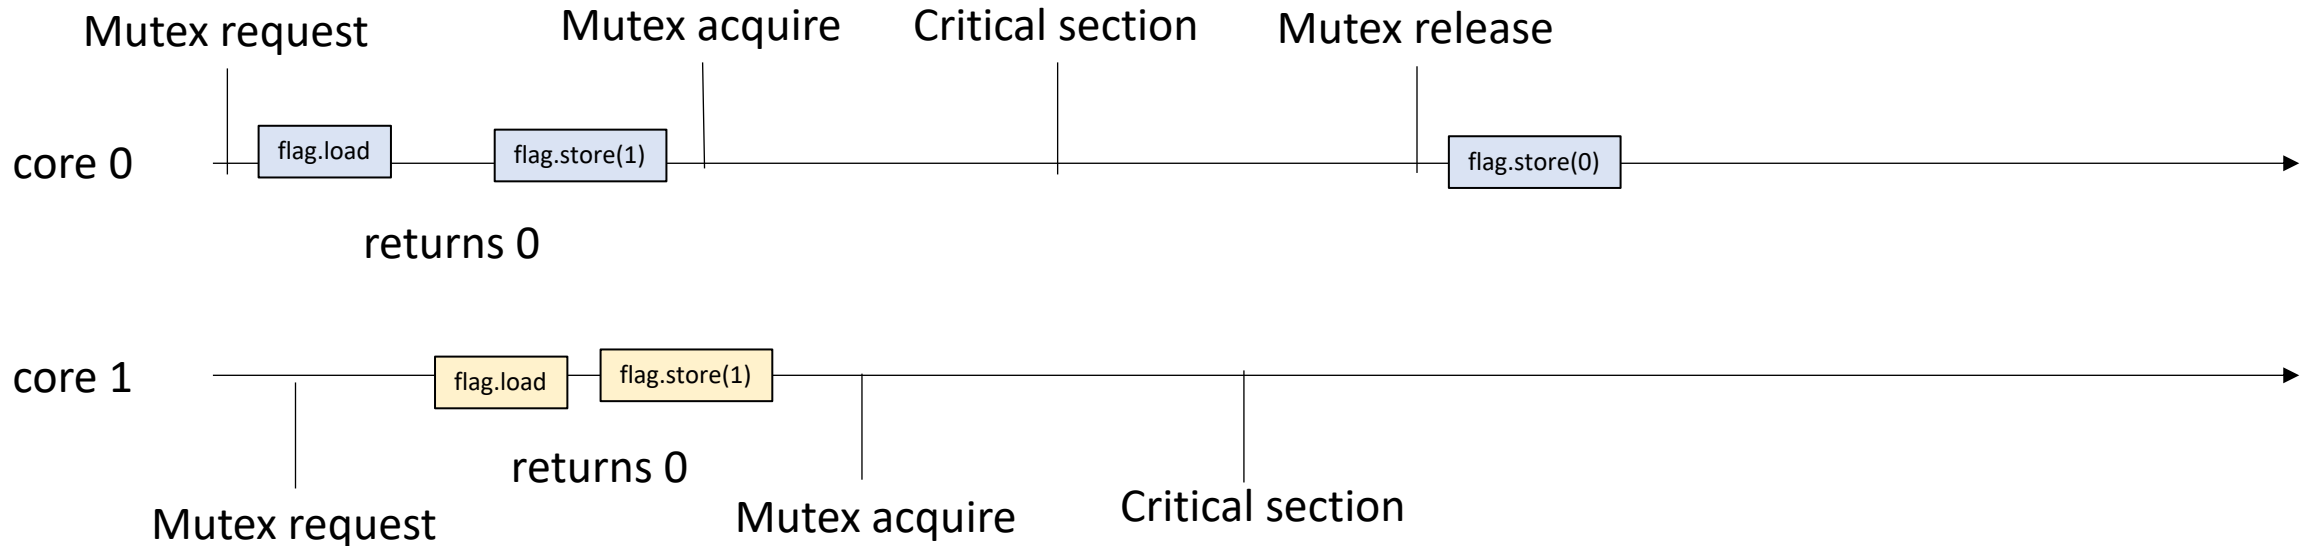 Mutex request
Mutex acquire
Critical section
Mutex release
core 0
flag.load
flag.store(1)
flag.store(0)
returns 0
core 1
flag.load
flag.store(1)
returns 0
Mutex request
Mutex acquire
Critical section